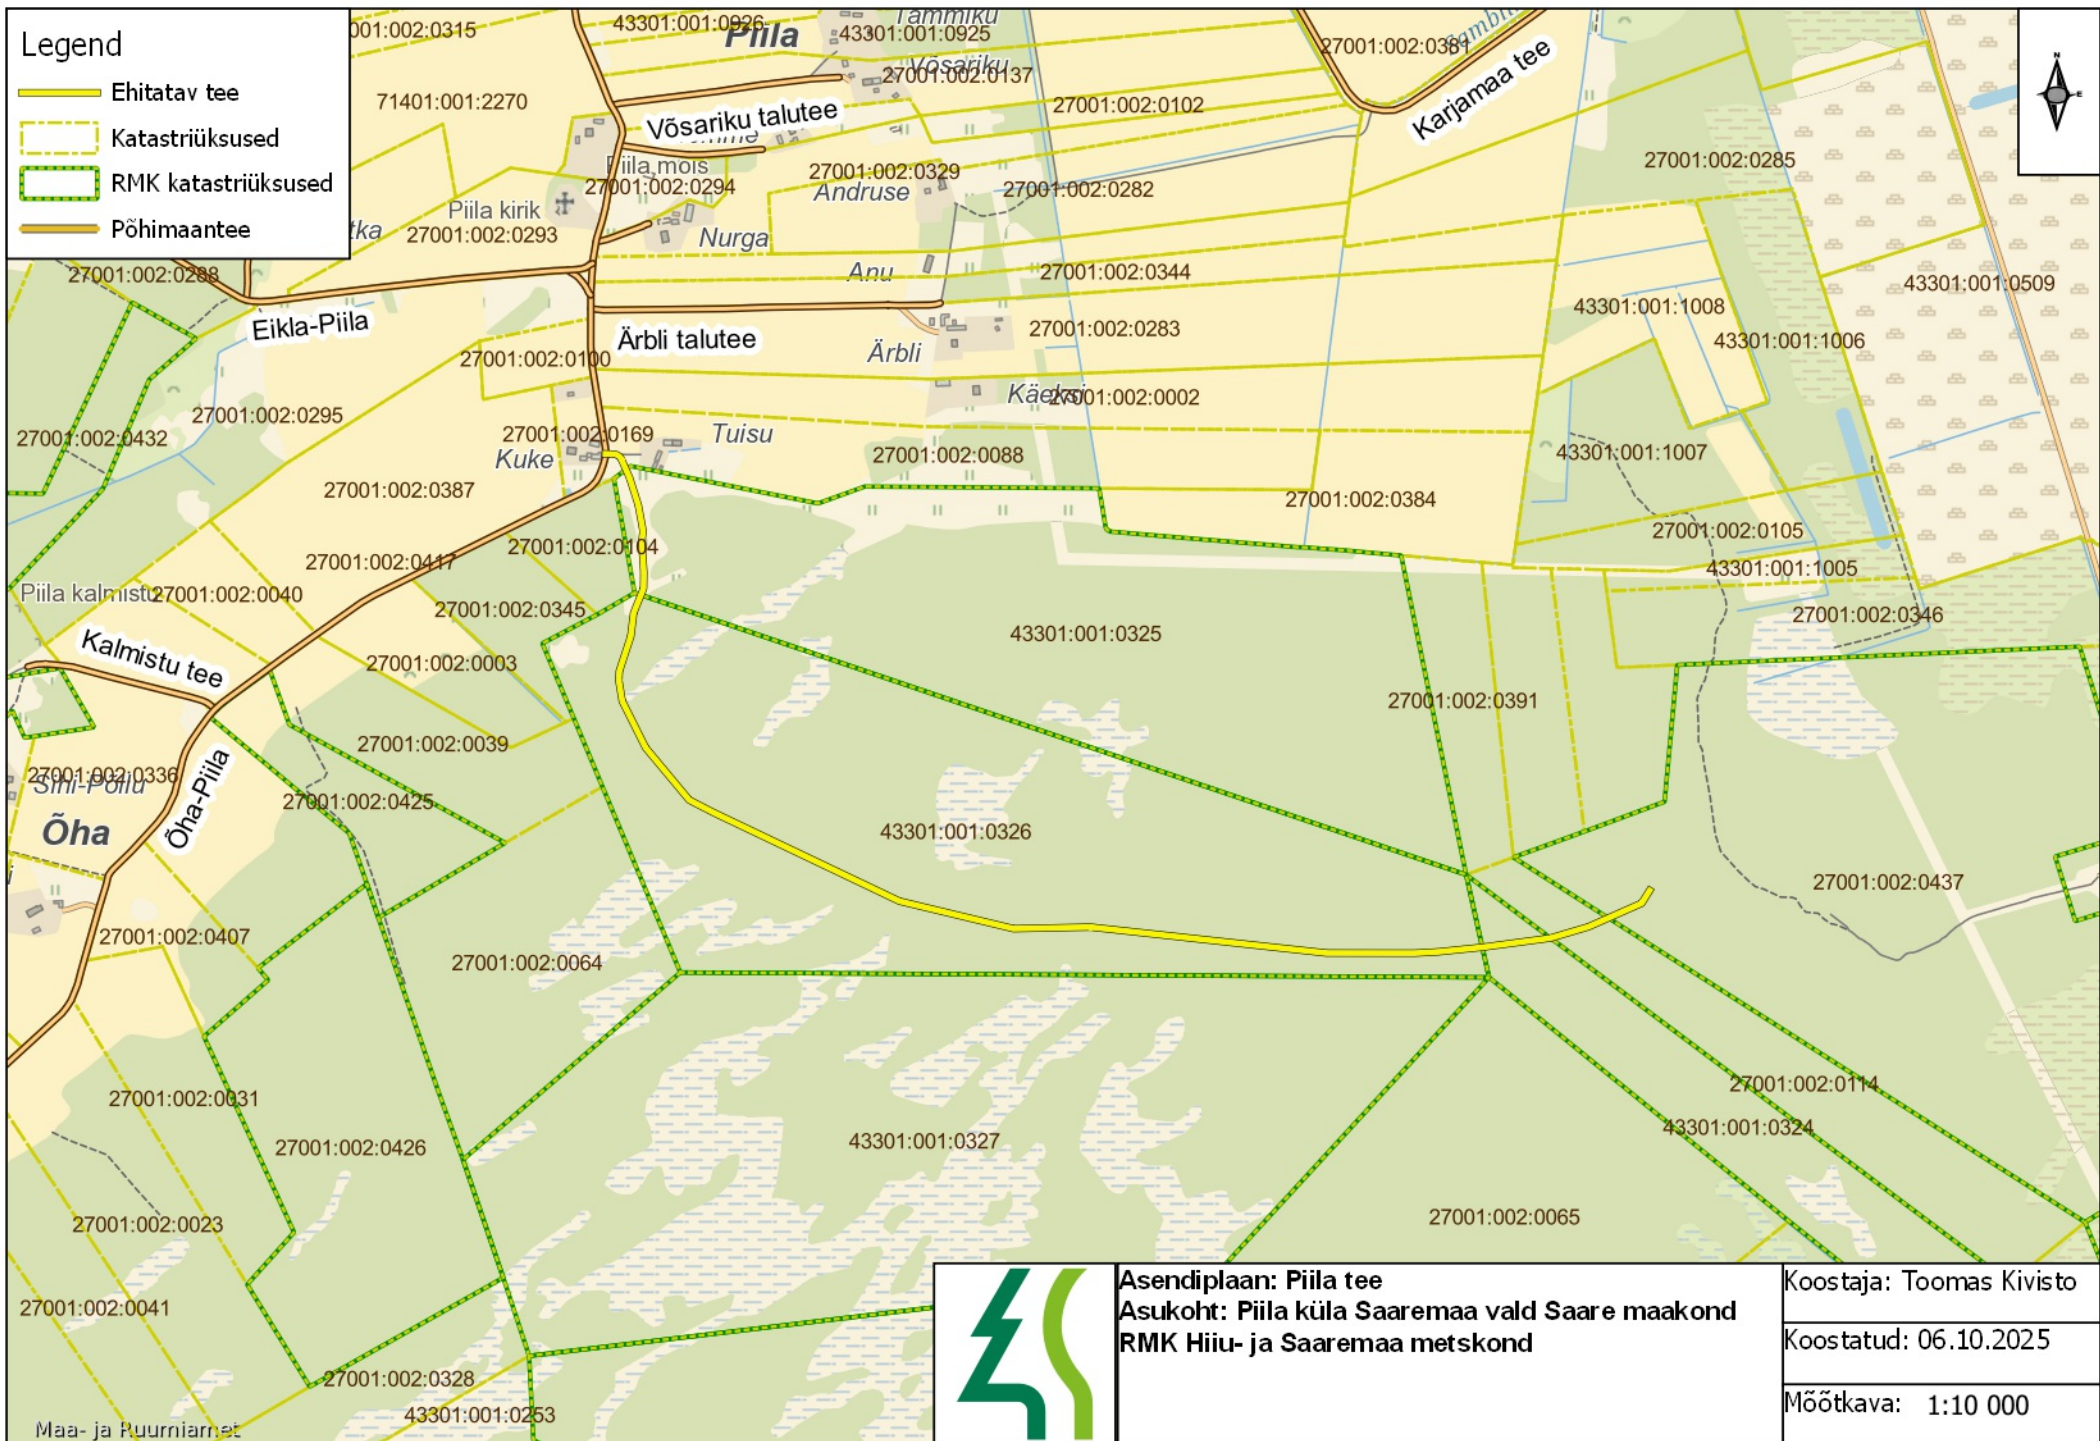 Legend
Ehitatav tee
Katastriüksused
RMK katastriüksused
Põhimaantee
001:002:0315
43301:001:0926
Piila
Tammiku
43301:001:0925
Võsariku
27001:002:0137
27001:002:0381
Karjamaa tee
71401:001:2270
27001:002:0102
Võsariku talutee
Piila mõis
27001:002:0294
27001:002:0329
Andruse
27001:002:0282
27001:002:0285
Piila kirik
27001:002:0293
tka
Nurga
Anu
27001:002:0344
27001:002:0288
43301:001:0509
43301:001:1008
Eikla-Piila
Ärbli talutee
27001:002:0283
43301:001:1006
27001:002:0100
Ärbli
Käeksi
27001:002:0002
27001:002:0295
27001:002:0432
27001:002:0169
Kuke
Tuisu
27001:002:0088
43301:001:1007
27001:002:0387
27001:002:0384
27001:002:0105
27001:002:0104
27001:002:0417
43301:001:1005
Piila kalmistu
27001:002:0040
27001:002:0345
27001:002:0346
43301:001:0325
Kalmistu tee
27001:002:0003
27001:002:0391
27001:002:0039
27001:002:0336
Sihi-Põllu
Õha-Piila
27001:002:0425
Õha
43301:001:0326
27001:002:0437
27001:002:0407
27001:002:0064
27001:002:0114
27001:002:0031
43301:001:0324
27001:002:0426
43301:001:0327
27001:002:0023
27001:002:0065
27001:002:0041
27001:002:0328
43301:001:0253
Maa- ja Ruumiamet
Asendiplaan: Piila tee
Asukoht: Piila küla Saaremaa vald Saare maakond
RMK Hiiu- ja Saaremaa metskond
Koostaja: Toomas Kivisto
Koostatud: 06.10.2025
Mõõtkava: 1:10 000
N
E